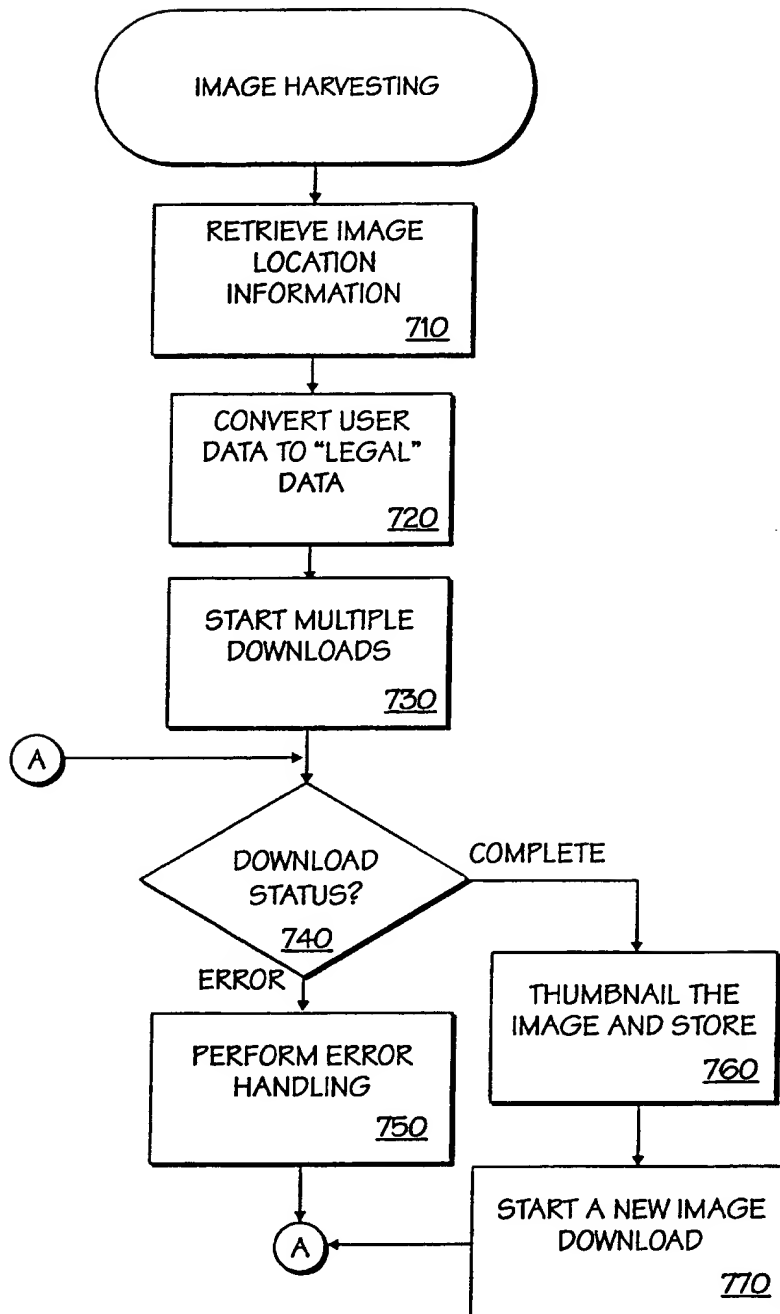 IMAGE HARVESTING
RETRIEVE IMAGE
LOCATION
INFORMATION
710
CONVERT USER
DATA TO “LEGAL”
DATA
720
START MULTIPLE
DOWNLOADS
730
A
DOWNLOAD
STATUS?
740
COMPLETE
ERROR
THUMBNAIL THE
IMAGE AND STORE
760
PERFORM ERROR
HANDLING
750
START A NEW IMAGE
DOWNLOAD
770
A